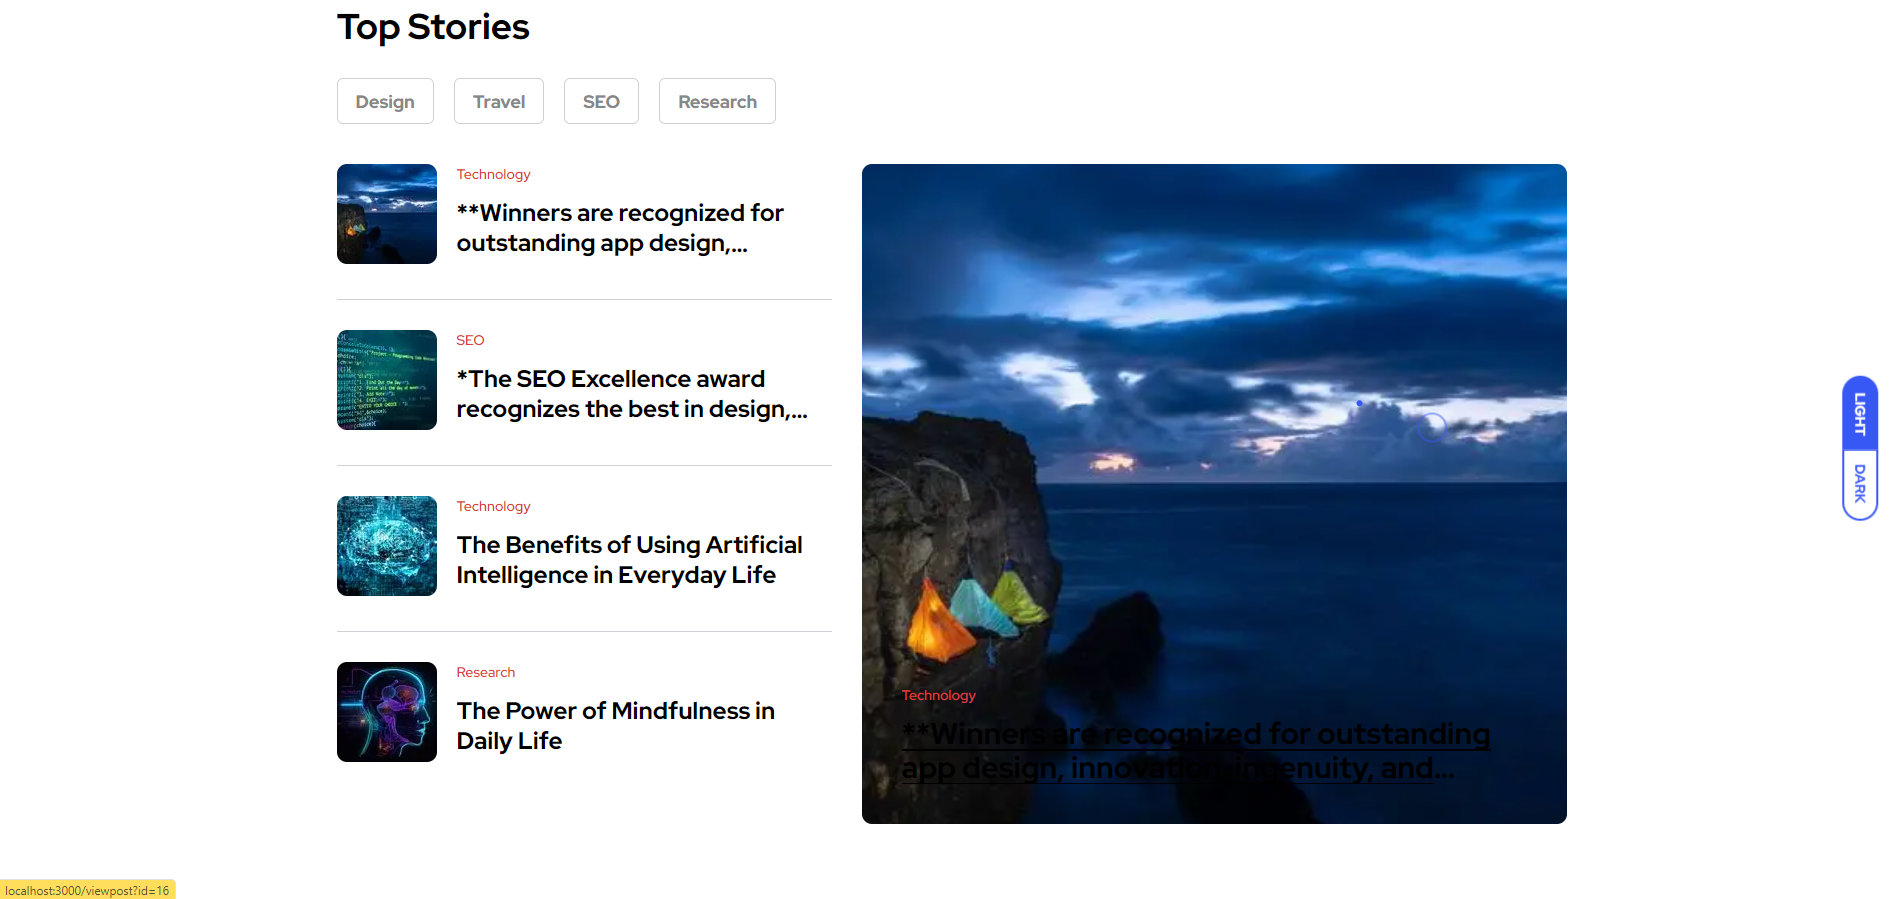 Top Stories
Design
Travel
SEO
Research
Technology
**Winners are recognized for
outstanding app design,...
SEO
*The SEO Excellence award
recognizes the best in design,...
Technology
The Benefits of Using Artificial
Intelligence in Everyday Life
Research
The Power of Mindfulness in
Daily Life
Technology
**Winners are recognized for outstanding
app design, innovation, ingenuity, and...
LIGHT
DARK
localhost:3000/viewpost?id=16